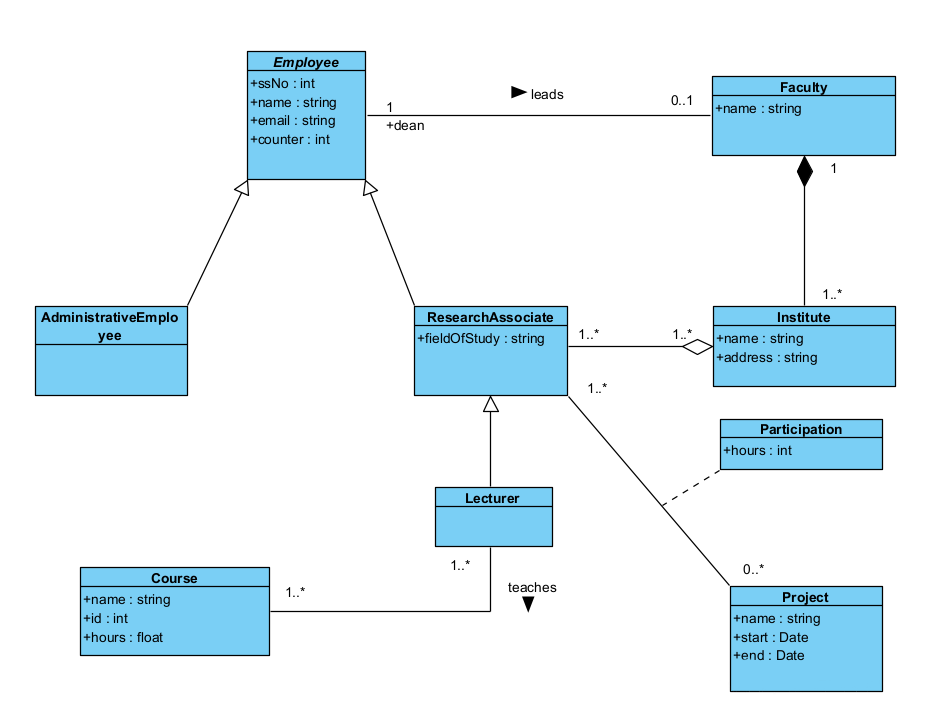 Employee
+ssNo : int
+name : string
+email : string
+counter : int
1
+dean
leads
0..1
Faculty
+name : string
1
1..*
AdministrativeEmplo
yee
ResearchAssociate
+fieldOfStudy : string
1..*
1..*
Institute
+name : string
+address : string
1..*
Participation
+hours : int
Lecturer
1..*
teaches
0..*
Course
+name : string
+id : int
+hours : float
1..*
Project
+name : string
+start : Date
+end : Date